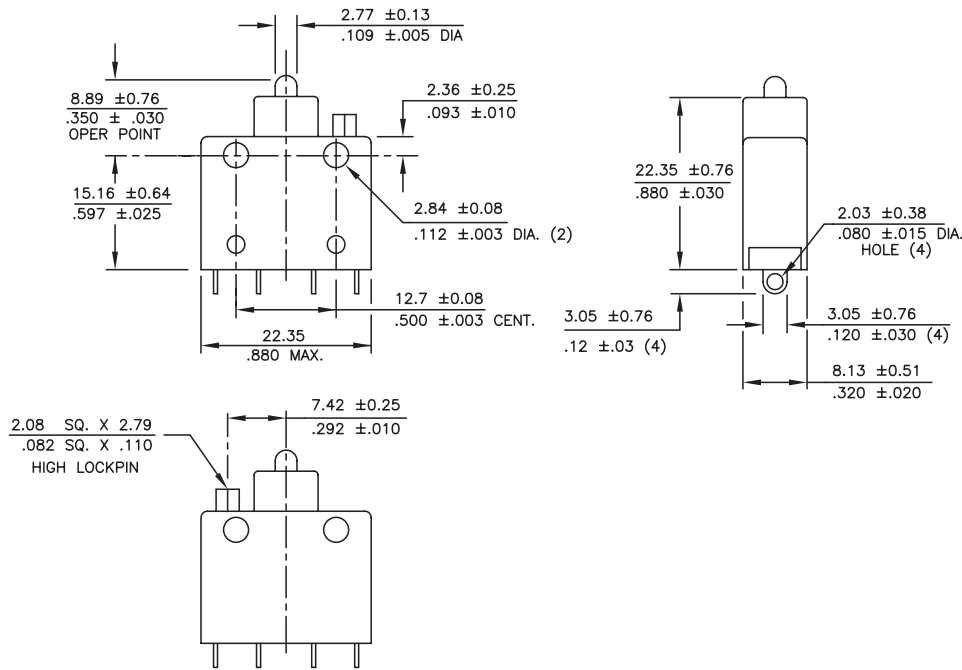 2.77 ±0.13
.109 ±.005 DIA
8.89 ±0.76
.350 ± .030
OPER POINT
2.36 ±0.25
.093 ±.010
15.16 ±0.64
.597 ±.025
2.84 ±0.08
.112 ±.003 DIA. (2)
12.7 ±0.08
.500 ±.003 CENT.
22.35
.880 MAX.
22.35 ±0.76
.880 ±.030
2.03 ±0.38
.080 ±.015 DIA.
HOLE (4)
3.05 ±0.76
.12 ±.03 (4)
3.05 ±0.76
.120 ±.030 (4)
8.13 ±0.51
.320 ±.020
7.42 ±0.25
.292 ±.010
2.08 SQ. X 2.79
.082 SQ. X .110
HIGH LOCKPIN